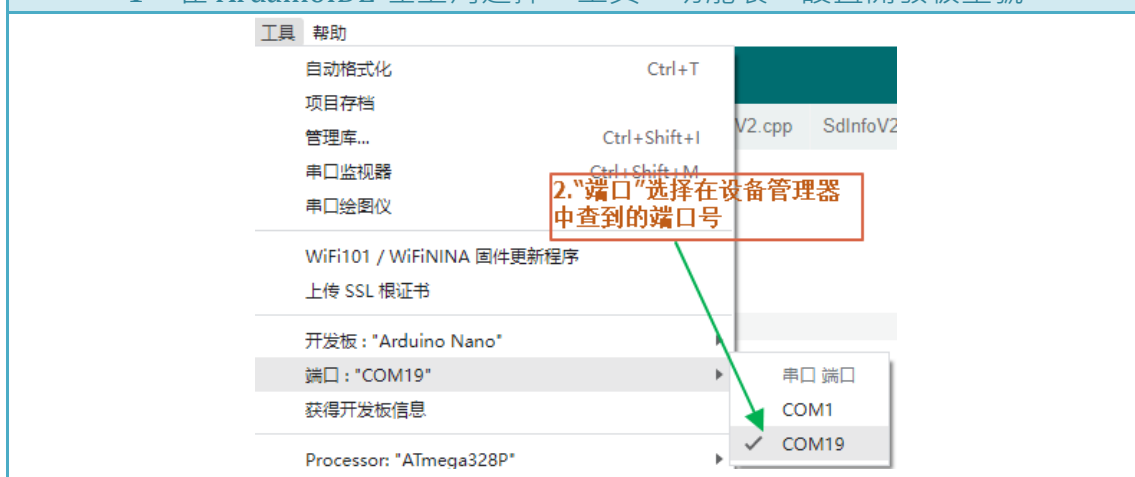 工具 帮助
自动格式化 Ctrl+T
项目存档
管理库... Ctrl+Shift+I
串口监视器 Ctrl+Shift+M
串口绘图仪
V2.cpp SdInfoV2
2.“端口”选择在设备管理器
中查到的端口号
WiFi101 / WiFiNINA 固件更新程序
上传 SSL 根证书
开发板 : "Arduino Nano"
端口 : "COM19"
获得开发板信息
Processor: "ATmega328P"
串口 端口
COM1
COM19